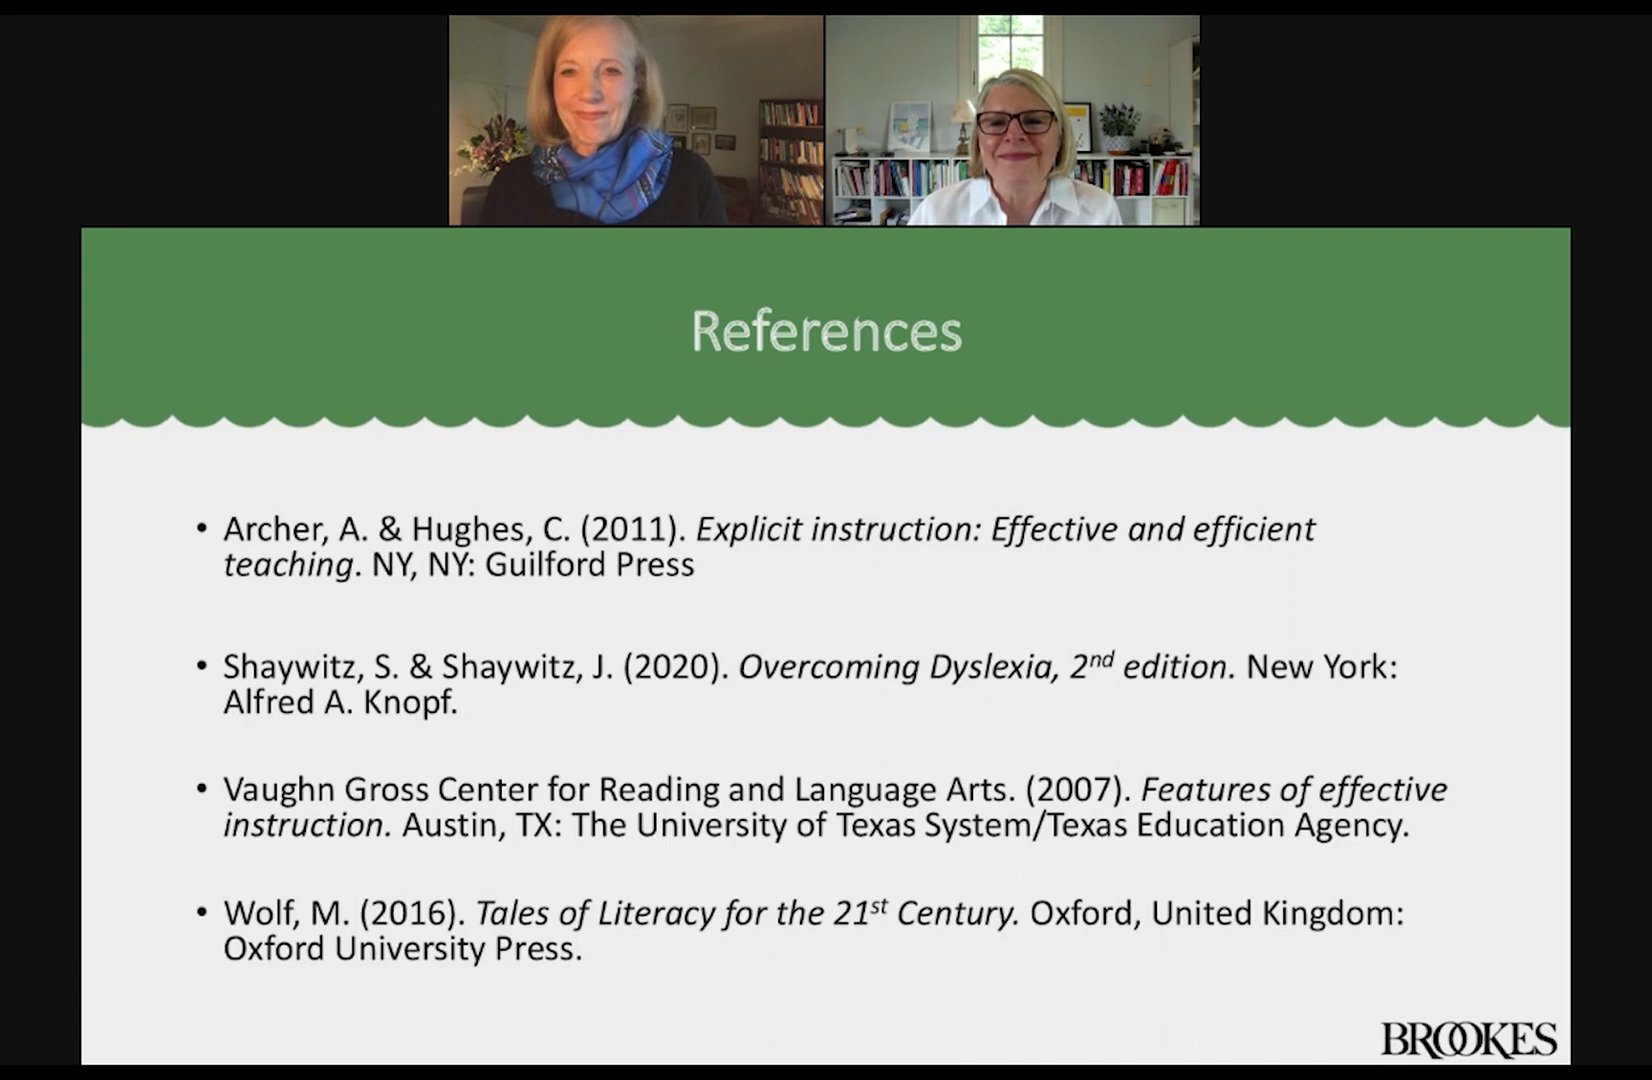 References
• Archer, A. & Hughes, C. (2011). Explicit instruction: Effective and efficient
teaching. NY, NY: Guilford Press
• Shaywitz, S. & Shaywitz, J. (2020). Overcoming Dyslexia, 2nd edition. New York:
Alfred A. Knopf.
• Vaughn Gross Center for Reading and Language Arts. (2007). Features of effective
instruction. Austin, TX: The University of Texas System/Texas Education Agency.
• Wolf, M. (2016). Tales of Literacy for the 21st Century. Oxford, United Kingdom:
Oxford University Press.
BROOKES